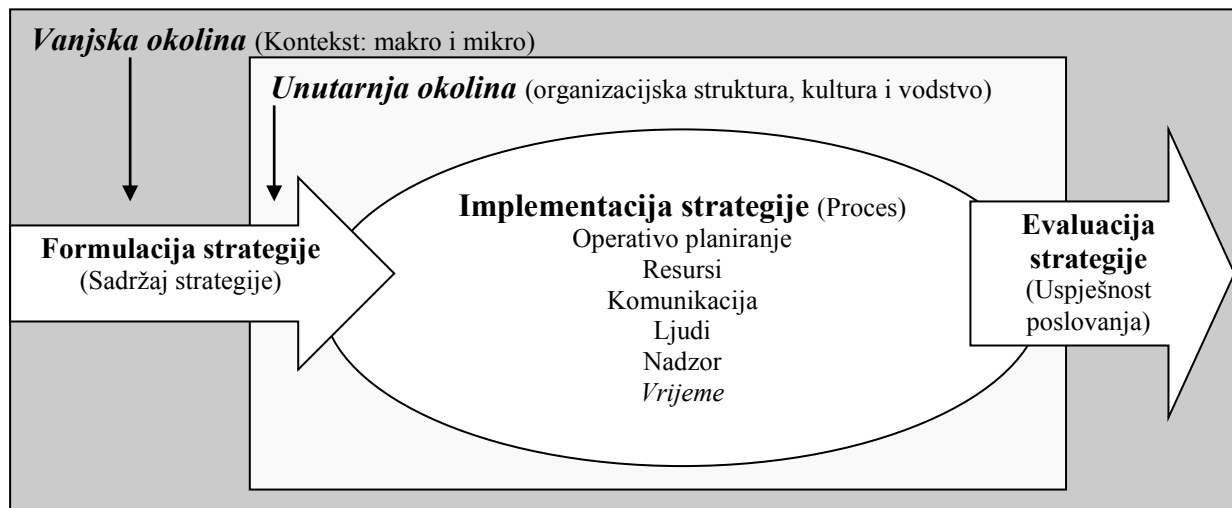 Vanjska okolina (Kontekst: makro i mikro)
Unutarnja okolina (organizacijska struktura, kultura i vodstvo)
Formulacija strategije
(Sadržaj strategije)
Implementacija strategije (Proces)
Operativo planiranje
Resursi
Komunikacija
Ljudi
Nadzor
Vrijeme
Evaluacija
strategije
(Uspješnost
poslovanja)